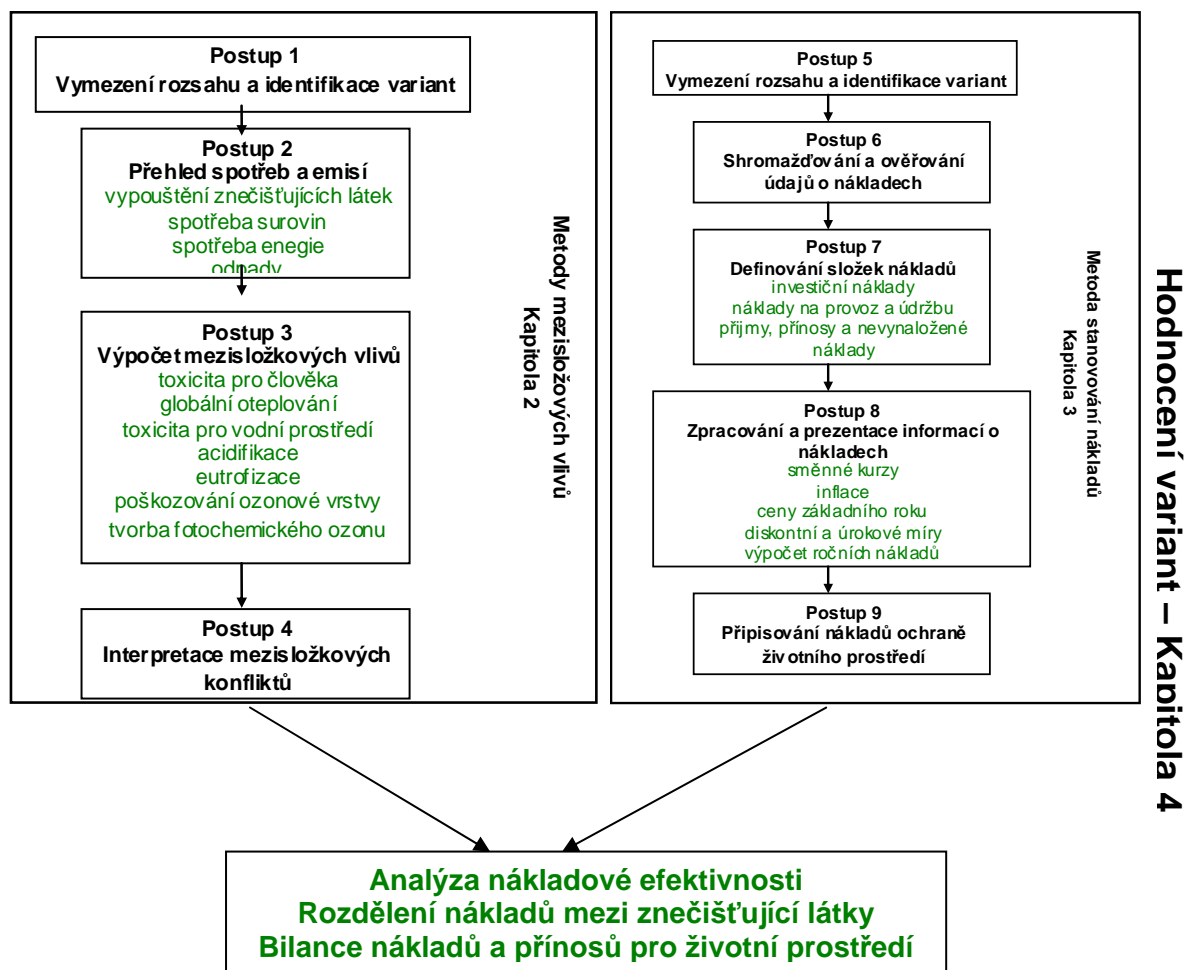 Postup 1
Vymezení rozsahu a identifikace variant
Postup 2
Přehled spotřeb a emisí
vypouštění znečišťujících látek
spotřeba surovin
spotřeba enegie
odpady
Postup 3
Výpočet mezisložkových vlivů
toxicita pro člověka
globální oteplování
toxicita pro vodní prostředí
acidifikace
eutrofizace
poškozování ozonové vrstvy
tvorba fotochemického ozonu
Postup 4
Interpretace mezisložkových
konfliktů
Metody mezisložových vlivů
Kapitola 2
Postup 5
Vymezení rozsahu a identifikace variant
Postup 6
Shromažďování a ověřování
údajů o nákladech
Postup 7
Definování složek nákladů
investiční náklady
náklady na provoz a údržbu
přijmy, přínosy a nevynaložené
náklady
Postup 8
Zpracování a prezentace informací o
nákladech
směnné kurzy
inflace
ceny základního roku
diskontní a úrokové míry
výpočet ročních nákladů
Postup 9
Připisování nákladů ochraně
životního prostředí
Metoda stanovování nákladů
Kapitola 3
Hodnocení variant – Kapitola 4
Analýza nákladové efektivnosti
Rozdělení nákladů mezi znečišťující látky
Bilance nákladů a přínosů pro životní prostředí